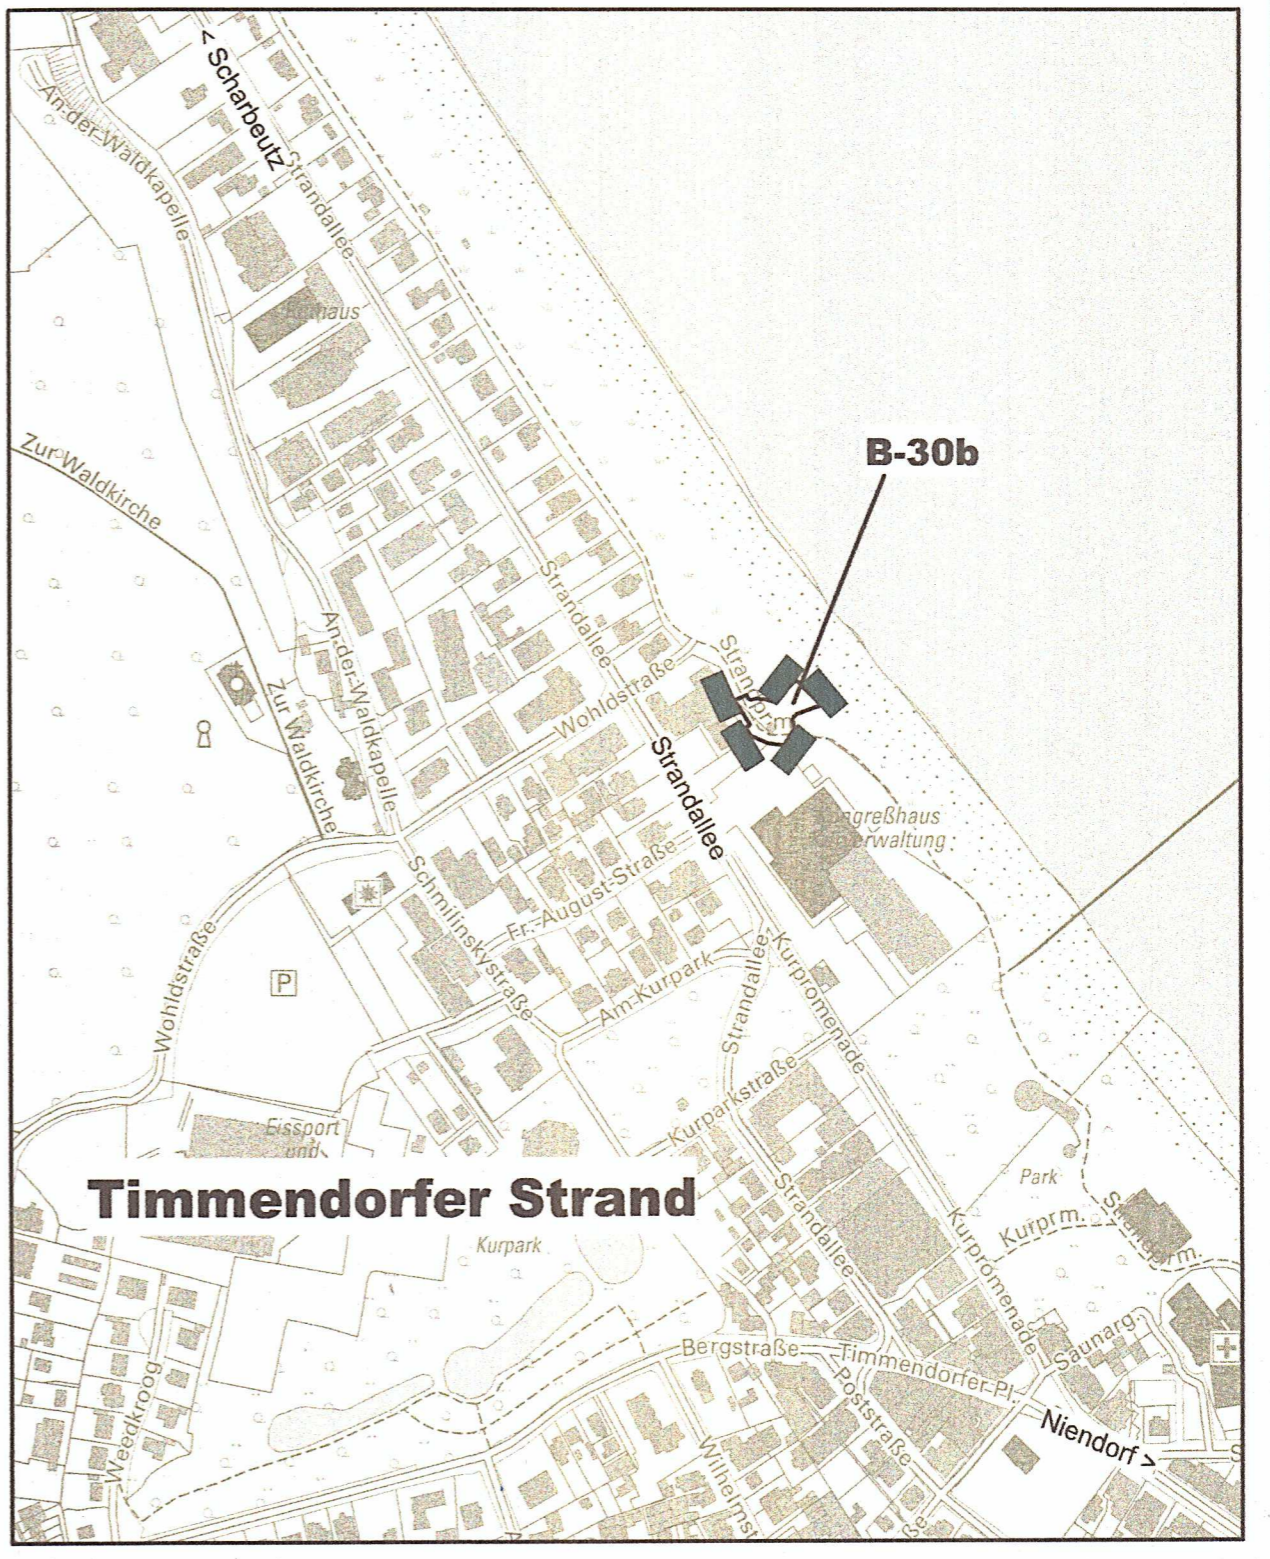 < Scharbeutz
An-der-Waldkapelle
Strandallee
Zur Waldkirche
B-30b
Strandallee
An-der-Waldkapelle
Zur Waldkirche
Wohldstraße
Strandallee
Schmilinskystraße
Fr.-August-Straße
Am-Kurpark
Wohldstraße
P
Strandallee
Kurpromenade
Kurparkstraße
Eissport
und
Timmendorfer Strand
Kurpark
Park
Kurprm.
Strandallee
Kurpromenade
Saunarg.
Bergstraße
Timmendorfer-Pl.
Poststraße
Weedkroog
Niendorf >